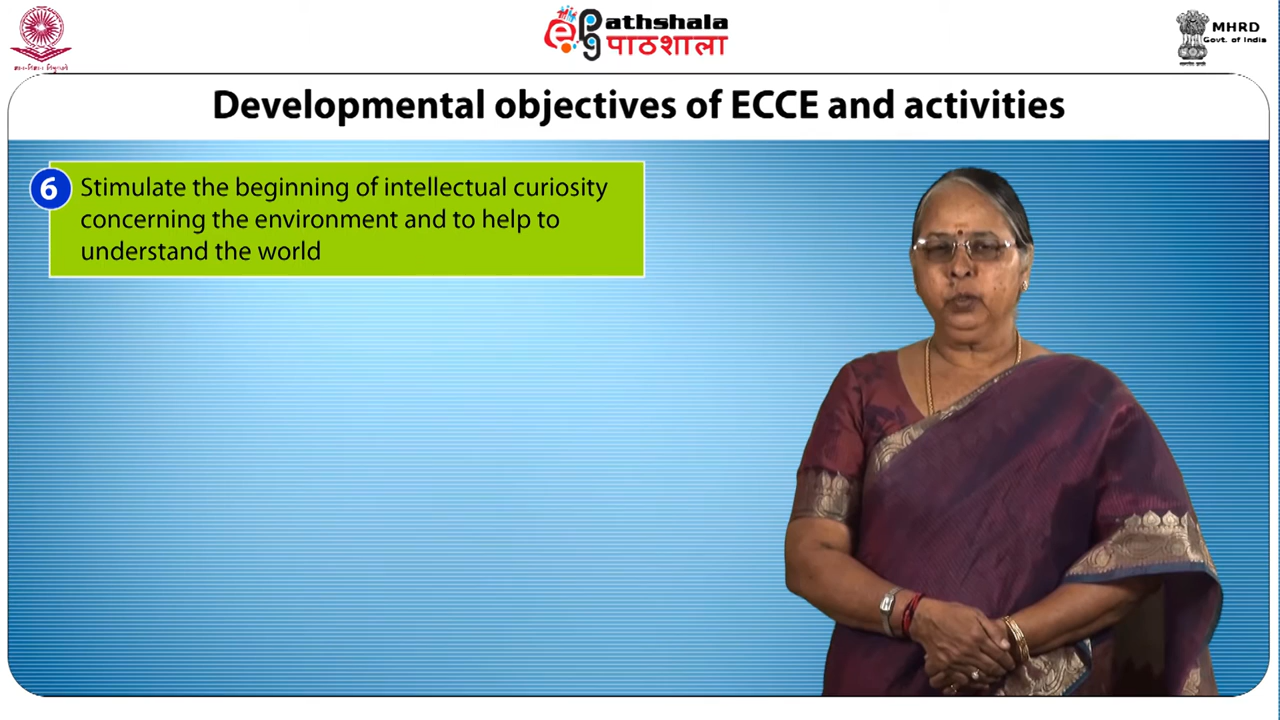 Pathshala
पाठशाला
MHRD
Govt. of India
Developmental objectives of ECCE and activities
6
Stimulate the beginning of intellectual curiosity
concerning the environment and to help to
understand the world